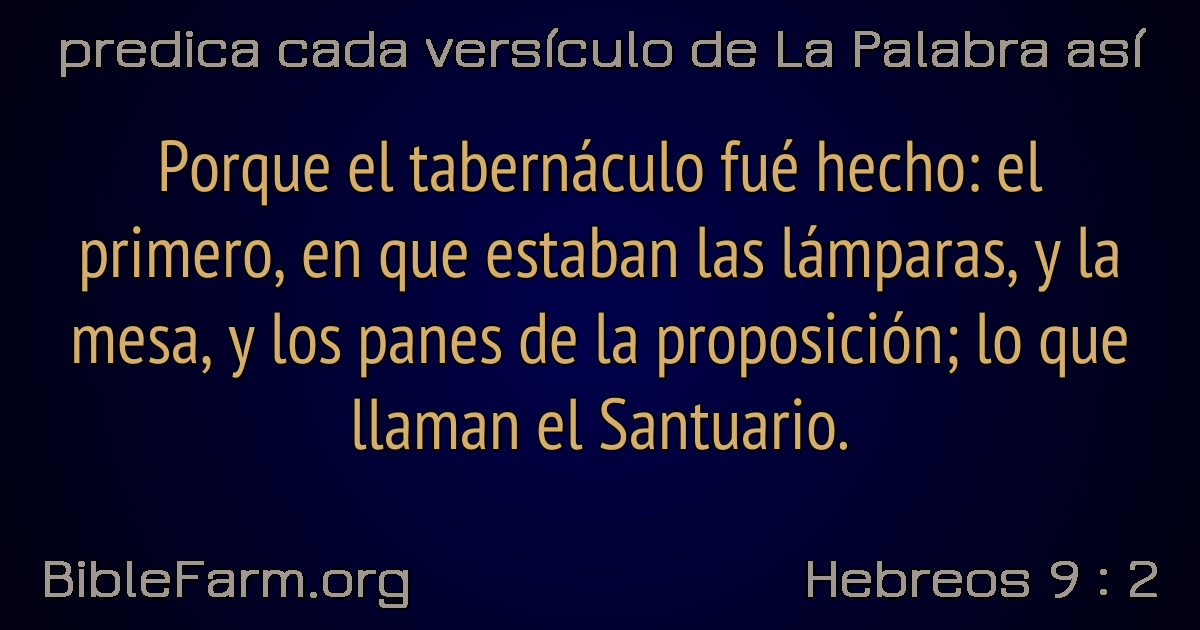 predica cada versículo de La Palabra así
Porque el tabernáculo fué hecho: el
primero, en que estaban las lámparas, y la
mesa, y los panes de la proposición; lo que
llaman el Santuario.
BibleFarm.org
Hebreos 9 : 2